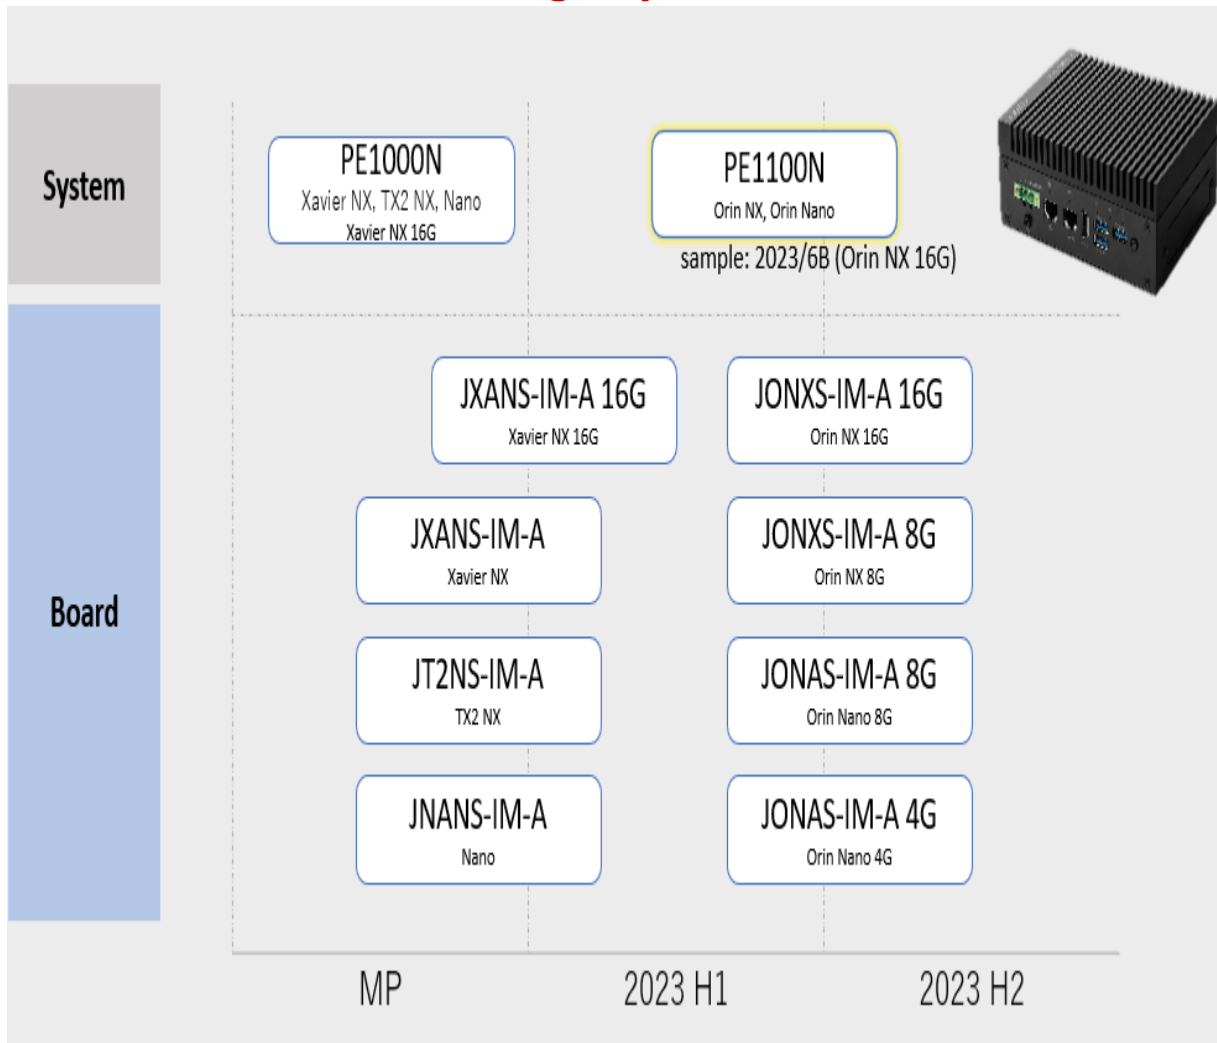 System
PE1000N
Xavier NX, TX2 NX, Nano
Xavier NX 16G
PE1100N
Orin NX, Orin Nano
sample: 2023/6B (Orin NX 16G)
Board
JXANS-IM-A 16G
Xavier NX 16G
JONXS-IM-A 16G
Orin NX 16G
JXANS-IM-A
Xavier NX
JONXS-IM-A 8G
Orin NX 8G
JT2NS-IM-A
TX2 NX
JONAS-IM-A 8G
Orin Nano 8G
JNANS-IM-A
Nano
JONAS-IM-A 4G
Orin Nano 4G
MP
2023 H1
2023 H2